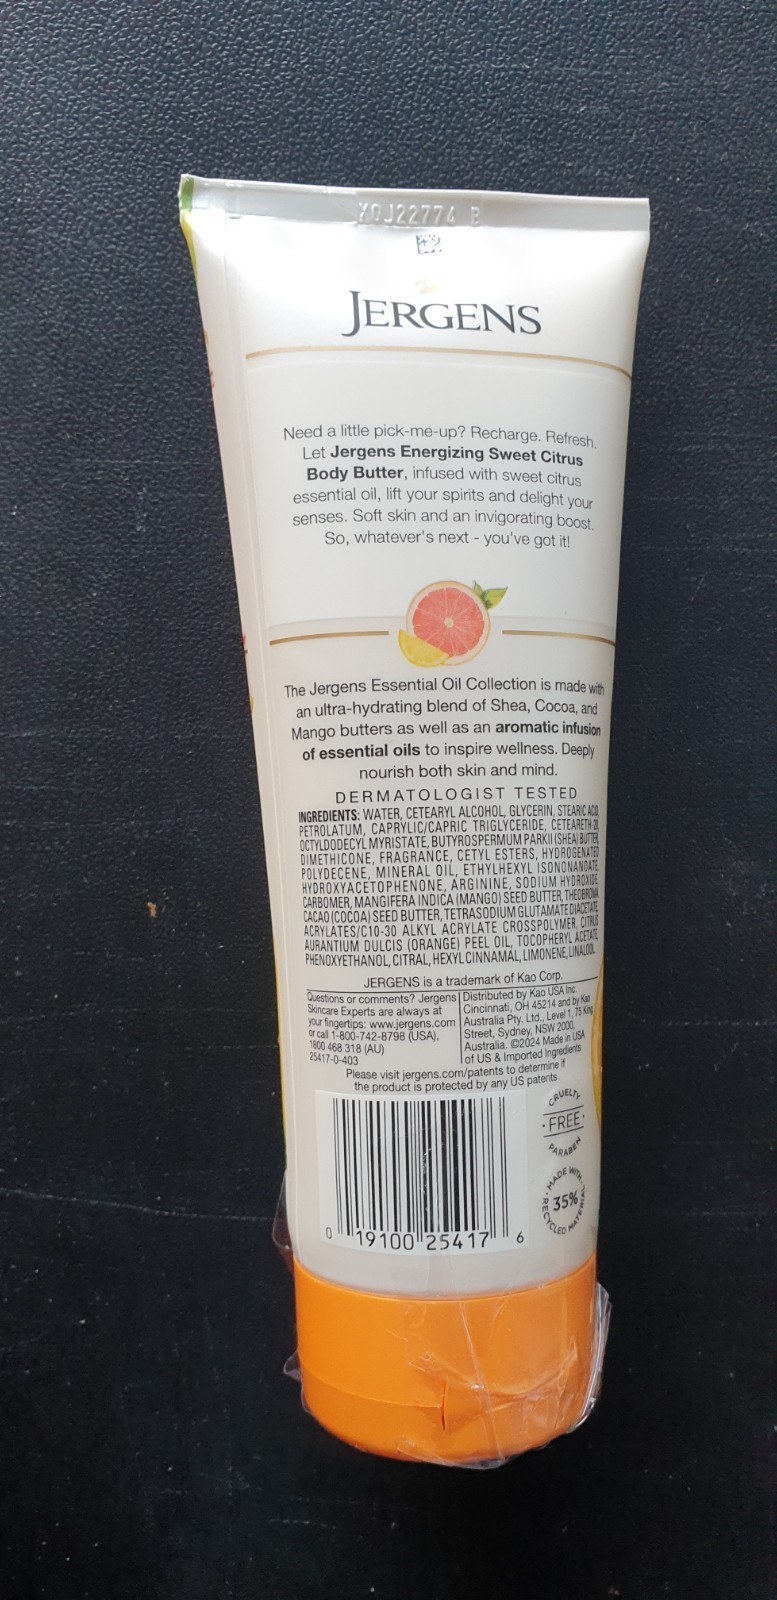 XQJ22774 B
JERGENS
Need a little pick-me-up? Recharge. Refresh.
Let Jergens Energizing Sweet Citrus
Body Butter, infused with sweet citrus
essential oil, lift your spirits and delight your
senses. Soft skin and an invigorating boost.
So, whatever's next - you've got it!
The Jergens Essential Oil Collection is made with
an ultra-hydrating blend of Shea, Cocoa, and
Mango butters as well as an aromatic infusion
of essential oils to inspire wellness. Deeply
nourish both skin and mind.
DERMATOLOGIST TESTED
INGREDIENTS: WATER, CETEARYL ALCOHOL, GLYCERIN, STEARIC ACID,
PETROLATUM, CAPRYLIC/CAPRIC TRIGLYCERIDE, CETEARETH-20,
OCTYLDODECYL MYRISTATE, BUTYROSPERMUM PARKII (SHEA) BUTTER,
DIMETHICONE, FRAGRANCE, CETYL ESTERS, HYDROGENATED
POLYDECENE, MINERAL OIL, ETHYLHEXYL ISONONANOATE,
HYDROXYACETOPHENONE, ARGININE, SODIUM HYDROXIDE,
CARBOMER, MANGIFERA INDICA (MANGO) SEED BUTTER, THEOBROMA
CACAO (COCOA) SEED BUTTER, TETRASODIUM GLUTAMATE DIACETATE,
ACRYLATES/C10-30 ALKYL ACRYLATE CROSSPOLYMER, CITRUS
AURANTIUM DULCIS (ORANGE) PEEL OIL, TOCOPHERYL ACETATE,
PHENOXYETHANOL, CITRAL, HEXYL CINNAMAL, LIMONENE, LINALOOL.
JERGENS is a trademark of Kao Corp.
Questions or comments? Jergens
Skincare Experts are always at
your fingertips: www.jergens.com
or call 1-800-742-8798 (USA),
1800 468 318 (AU)
25417-0-403
Distributed by Kao USA Inc.
Cincinnati, OH 45214 and by Kao
Australia Pty. Ltd., Level 1, 75 King
Street, Sydney, NSW 2000,
Australia. ©2024 Made in USA
of US & Imported Ingredients
Please visit jergens.com/patents to determine if
the product is protected by any US patents.
CRUELTY
FREE
PARABEN
MADE WITH
35%
RECYCLED MATERIAL
0 19100 25417 6